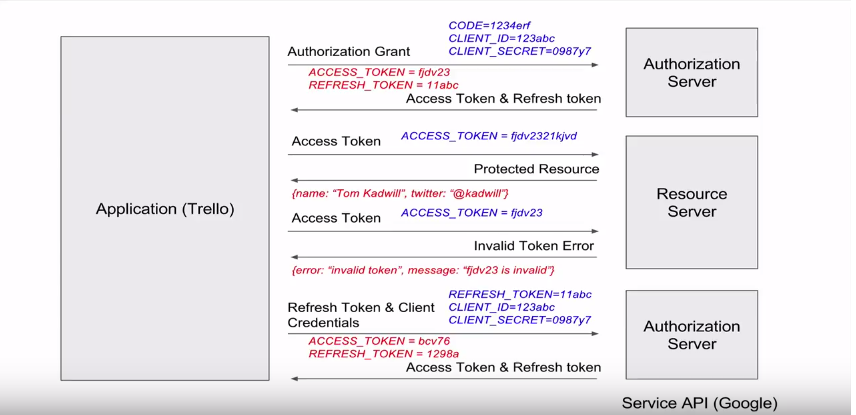 CODE=1234erf
CLIENT_ID=123abc
Authorization Grant
CLIENT_SECRET=0987y7
ACCESS_TOKEN = fjdv23
REFRESH_TOKEN = 11abc
Access Token & Refresh token
Authorization
Server
Access Token
ACCESS_TOKEN = fjdv2321kjvd
Protected Resource
{name: “Tom Kadwill”, twitter: “@kadwill”}
Application (Trello)
Resource
Server
Access Token
ACCESS_TOKEN = fjdv23
Invalid Token Error
{error: “invalid token”, message: “fjdv23 is invalid”}
REFRESH_TOKEN=11abc
Refresh Token & Client
Credentials
CLIENT_ID=123abc
CLIENT_SECRET=0987y7
ACCESS_TOKEN = bcv76
REFRESH_TOKEN = 1298a
Access Token & Refresh token
Authorization
Server
Service API (Google)